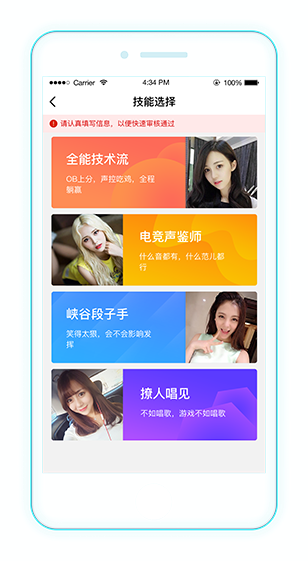 Carrier 4:34 PM 100%
技能选择
请认真填写信息，以便快速审核通过
全能技术流
OB上分，声控吃鸡，全程
躺赢
电竞声鉴师
什么音都有，什么范儿都
行
峡谷段子手
笑得太狠，会不会影响发
挥
撩人唱见
不如唱歌，游戏不如唱歌